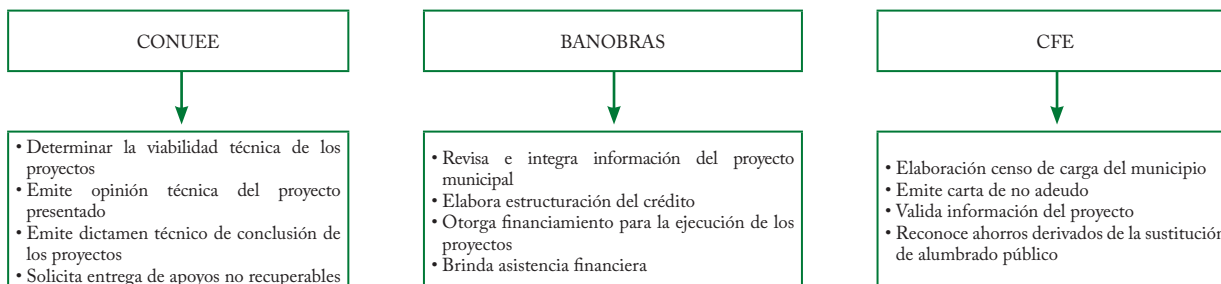 CONUEE
• Determinar la viabilidad técnica de los
proyectos
• Emite opinión técnica del proyecto
presentado
• Emite dictamen técnico de conclusión de
los proyectos
• Solicita entrega de apoyos no recuperables
BANOBRAS
• Revisa e integra información del proyecto
municipal
• Elabora estructuración del crédito
• Otorga financiamiento para la ejecución de los
proyectos
• Brinda asistencia financiera
CFE
• Elaboración censo de carga del municipio
• Emite carta de no adeudo
• Valida información del proyecto
• Reconoce ahorros derivados de la sustitución
de alumbrado público